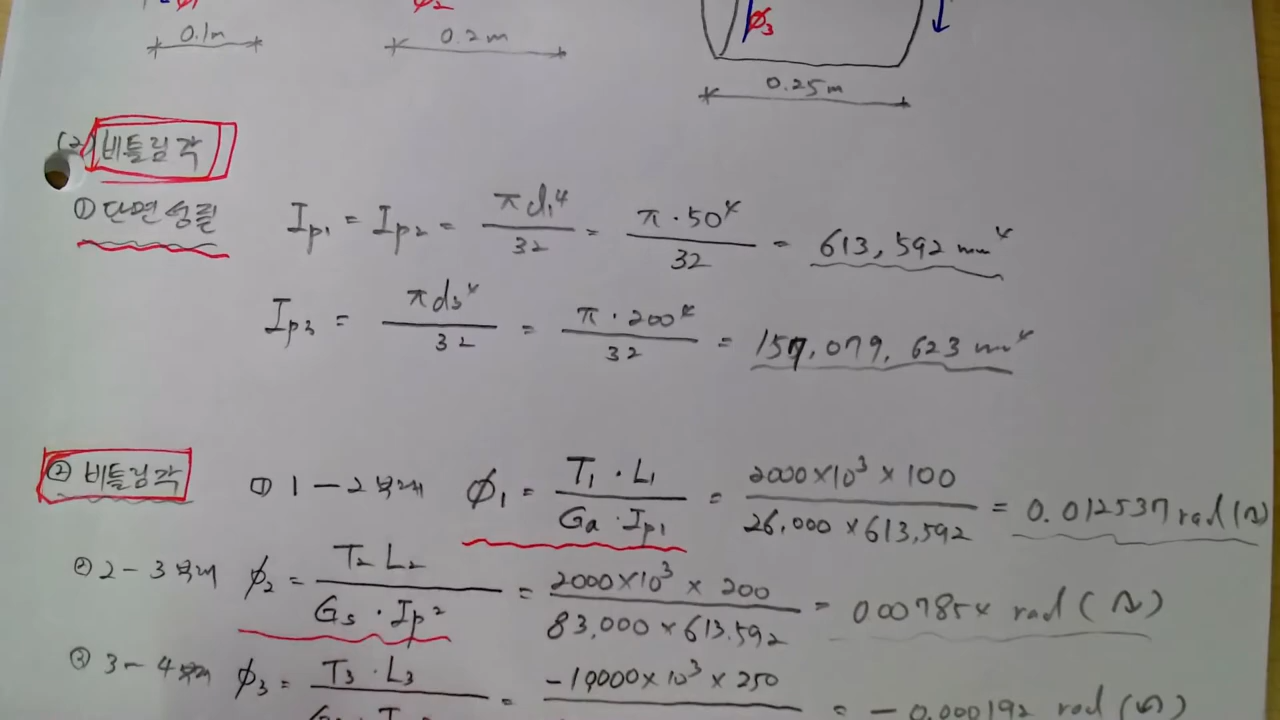 φ₂
0.1m 0.2m φ₃
0.25m
(2) 비틀림각
① 단면성질 Ip₁ = Ip₂ = πd₁⁴/32 = π·50⁴/32 = 613,592 mm⁴
Ip₃ = πd₃⁴/32 = π·200⁴/32 = 157,079,623 mm⁴
② 비틀림각 ① 1-2부재 φ₁ = T₁·L₁/Ga·Ip₁ = 2000×10³×100/26,000×613,592 = 0.012537 rad
② 2-3부재 φ₂ = T₂L₂/Gs·Ip₂ = 2000×10³×200/83,000×613,592 = 0.007854 rad
③ 3-4부재 φ₃ = T₃·L₃ = -10000×10³×250 = -0.000192 rad